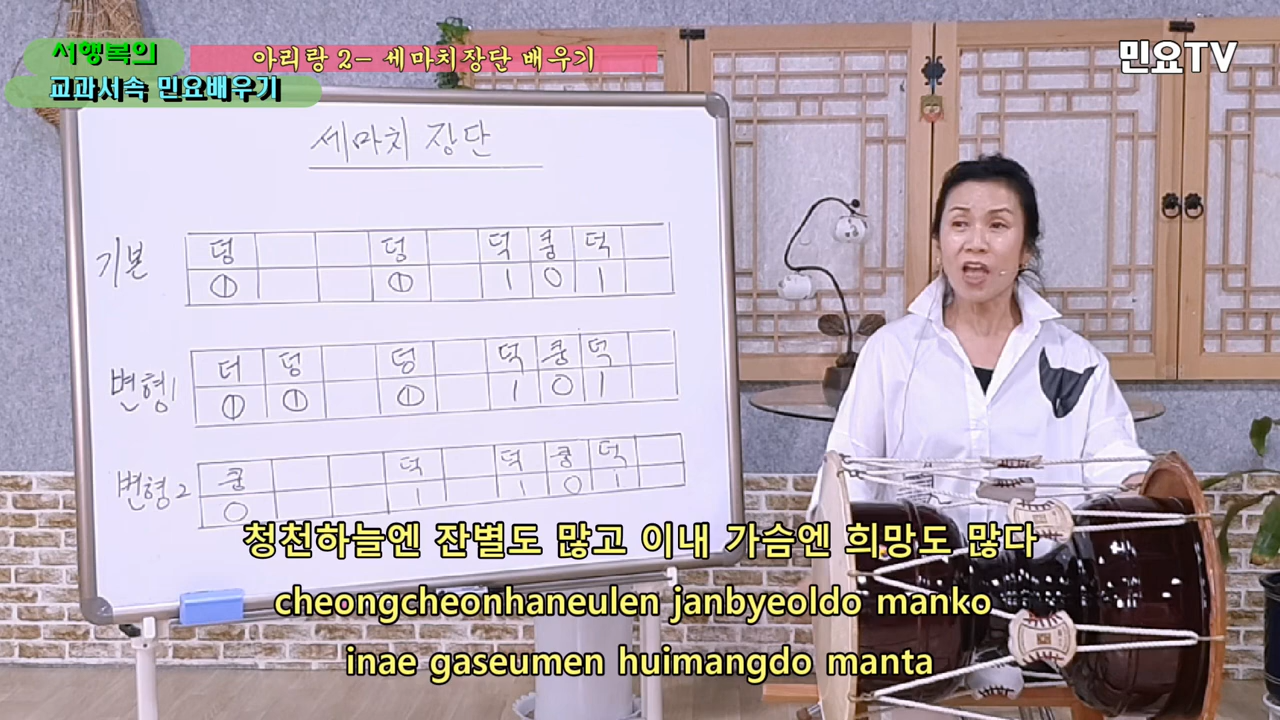 서행복의
교과서속 민요배우기
아리랑 2- 세마치장단 배우기
민요TV
세마치 장단
기본 덩 덩 덕 쿵 덕
변형1 더 덩 덩 덕 쿵 덕
변형2 쿵 덕 덕 쿵 덕
청천하늘엔 잔별도 많고 이내 가슴엔 희망도 많다
cheongcheonhaneulen janbyeoldo manko
inae gaseumen huimangdo manta